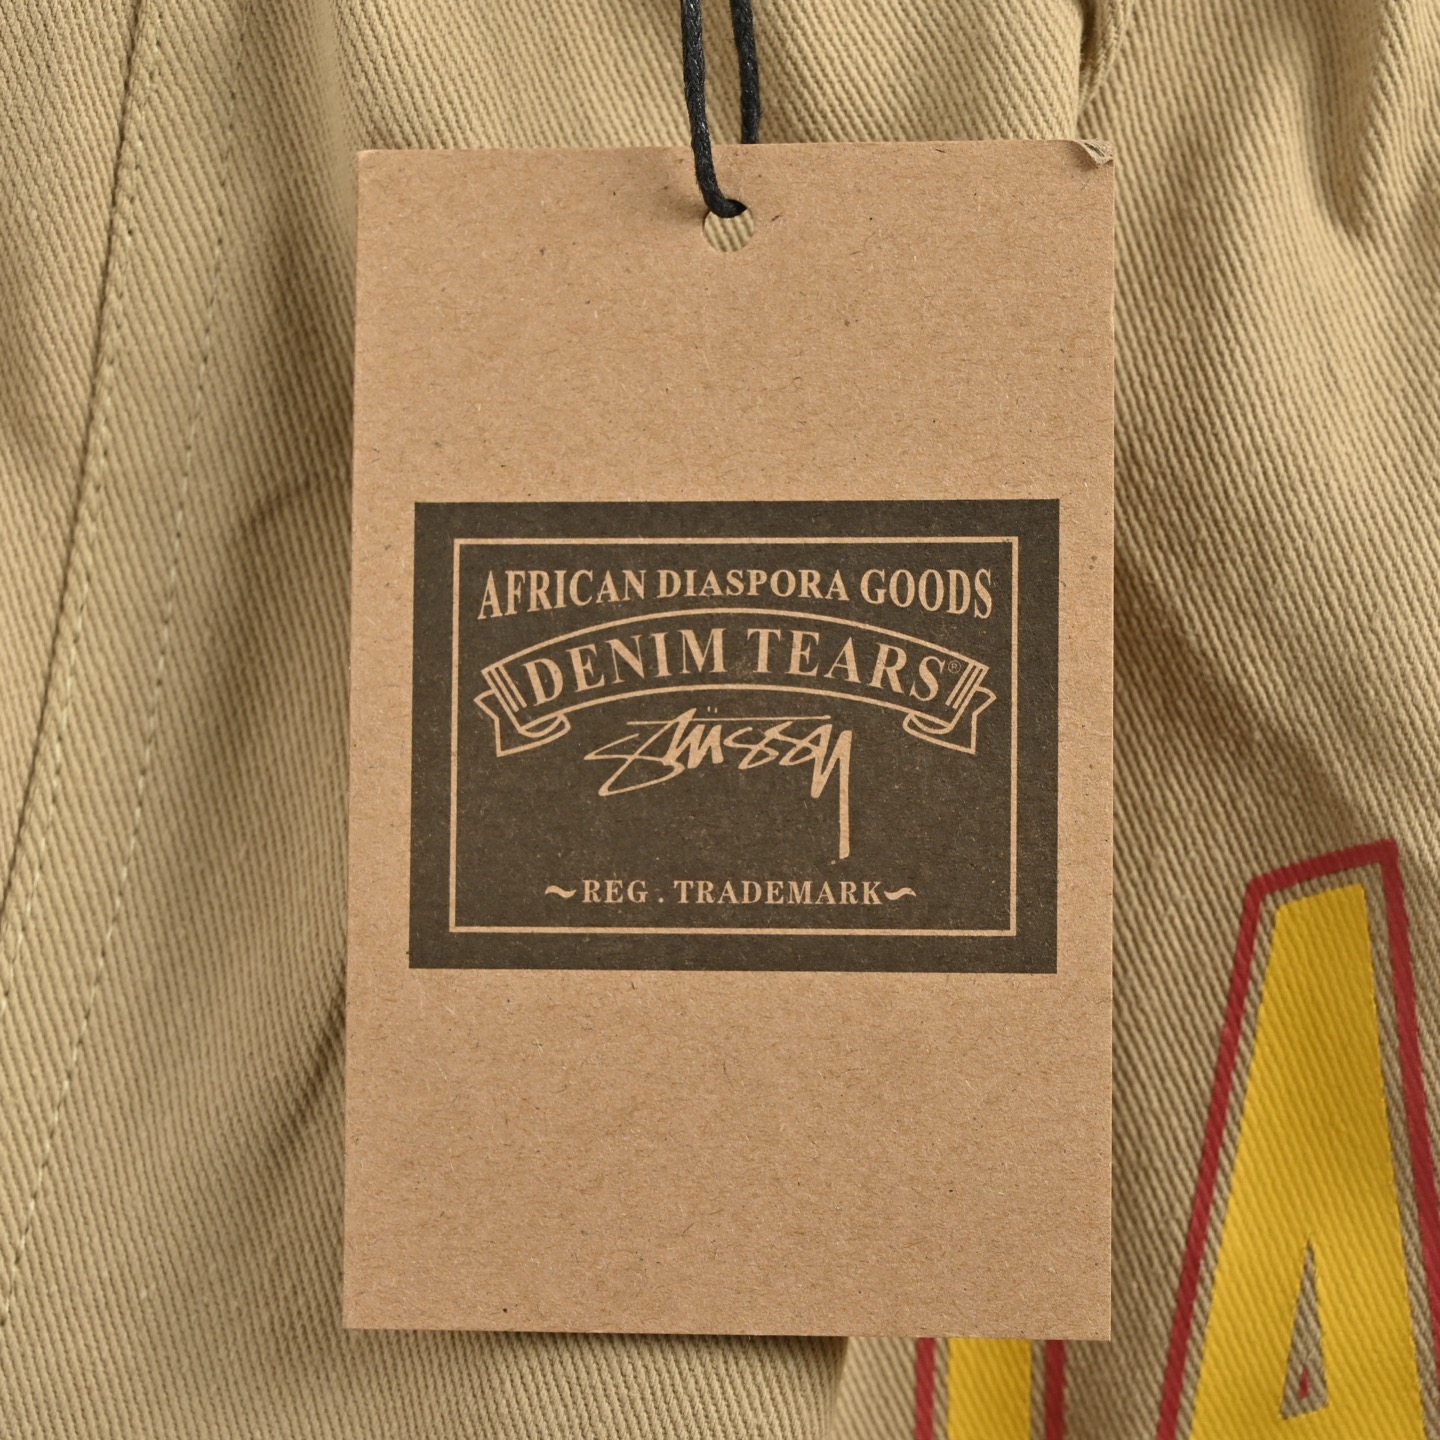 AFRICAN DIASPORA GOODS
DENIM TEARS®
Stüssy
~REG . TRADEMARK~
A